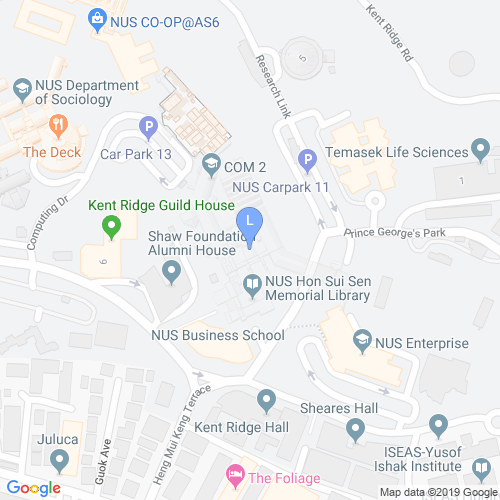 NUS CO-OP@AS6
Kent Ridge Rd
5
Research Link
NUS Department
of Sociology
P
The Deck
Car Park 13
P
Temasek Life Sciences
COM 2
NUS Carpark 11
1
Computing Dr
Kent Ridge Guild House
L
Prince George's Park
Shaw Foundation
Alumni House
9
NUS Hon Sui Sen
Memorial Library
NUS Business School
NUS Enterprise
Heng Mui Keng Terrace
Sheares Hall
Kent Ridge Hall
Juluca
Guok Ave
ISEAS-Yusof
Ishak Institute
The Foliage
Google
Map data ©2019 Google